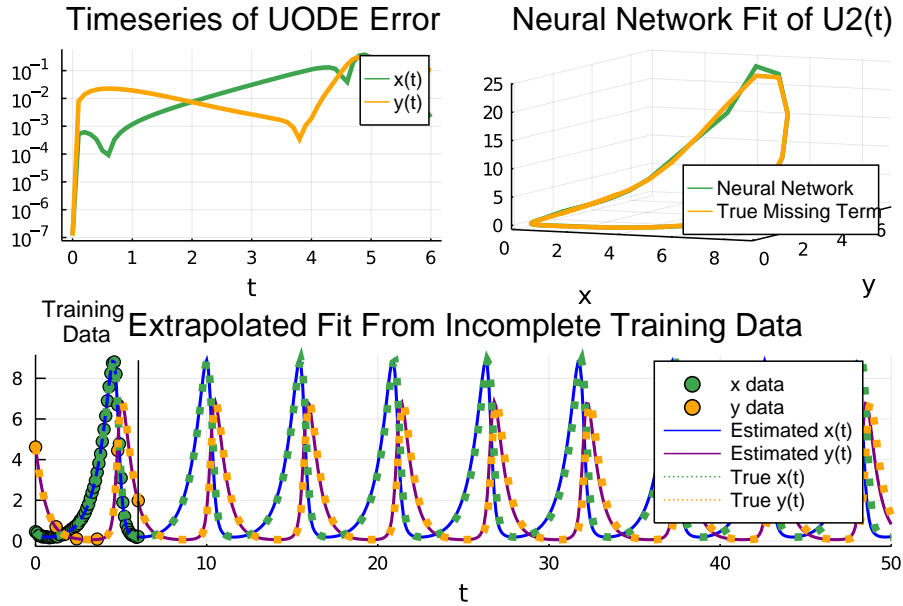 Timeseries of UODE Error
10⁻¹
10⁻²
10⁻³
10⁻⁴
10⁻⁵
10⁻⁶
10⁻⁷
x(t)
y(t)
0 1 2 3 4 5 6
t
Neural Network Fit of U2(t)
25
20
15
10
5
0
Neural Network
True Missing Term
0 2 4 6 8
0 2 4 6
x
y
Training
Data
Extrapolated Fit From Incomplete Training Data
8
6
4
2
0
x data
y data
Estimated x(t)
Estimated y(t)
True x(t)
True y(t)
0 10 20 30 40 50
t